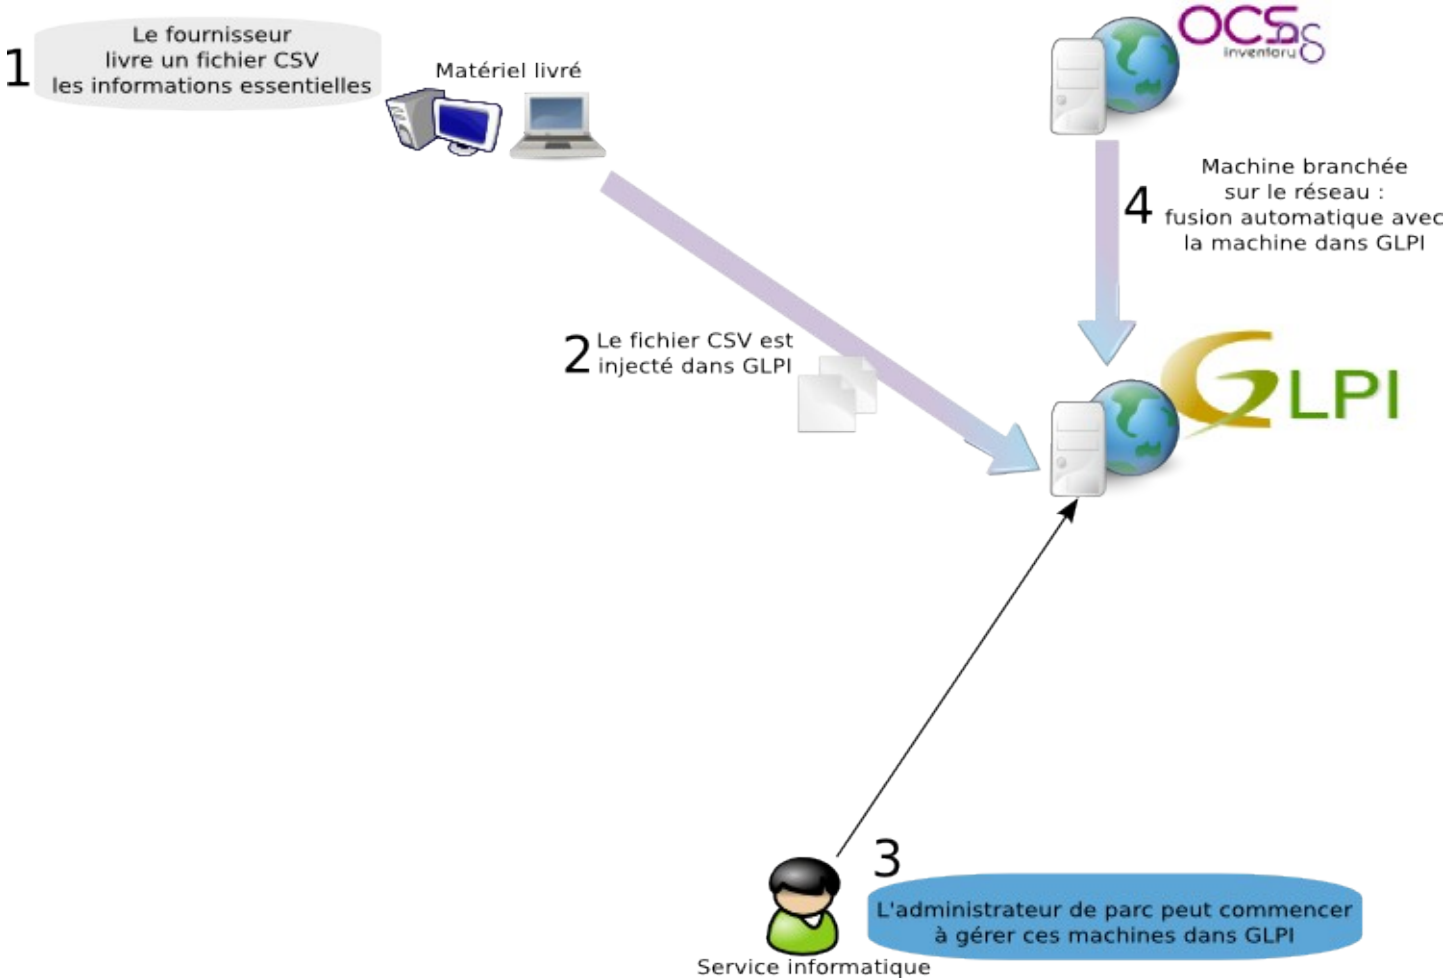 1
Le fournisseur
livre un fichier CSV
les informations essentielles
Matériel livré
OCSng
inventory
4
Machine branchée
sur le réseau :
fusion automatique avec
la machine dans GLPI
2
Le fichier CSV est
injecté dans GLPI
GLPI
3
L'administrateur de parc peut commencer
à gérer ces machines dans GLPI
Service informatique